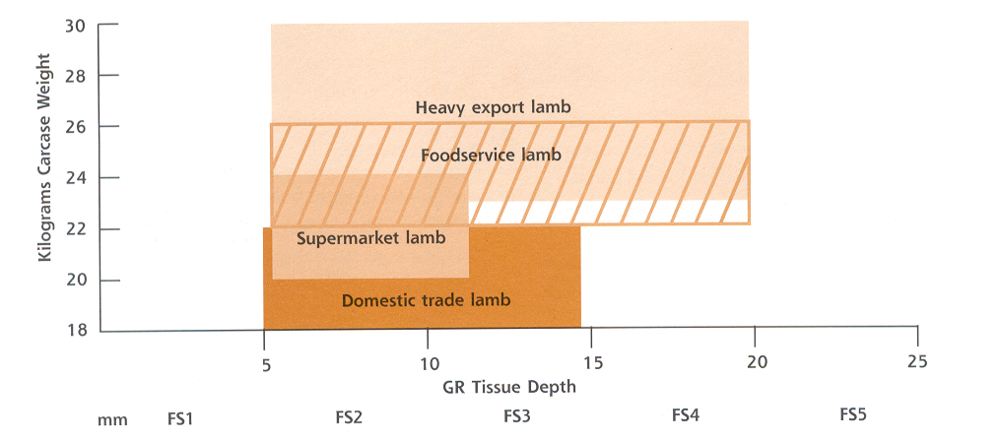 Kilograms Carcase Weight
30
28
26
24
22
20
18
Heavy export lamb
Foodservice lamb
Supermarket lamb
Domestic trade lamb
5 10 15 20 25
GR Tissue Depth
mm FS1 FS2 FS3 FS4 FS5